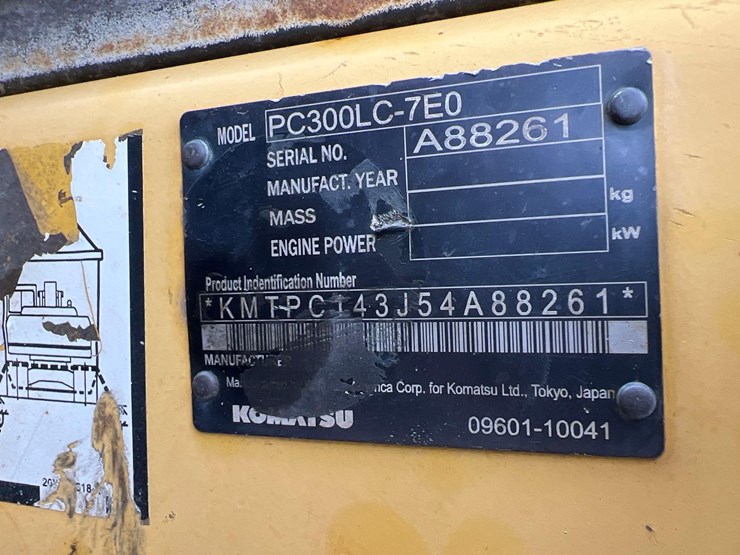 MODEL PC300LC-7E0
SERIAL NO. A88261
MANUFACT. YEAR
MASS kg
ENGINE POWER kW
Product Indentification Number
*KMTPC143J54A88261*
ca Corp. for Komatsu Ltd., Tokyo, Japan
KOMATSU 09601-10041